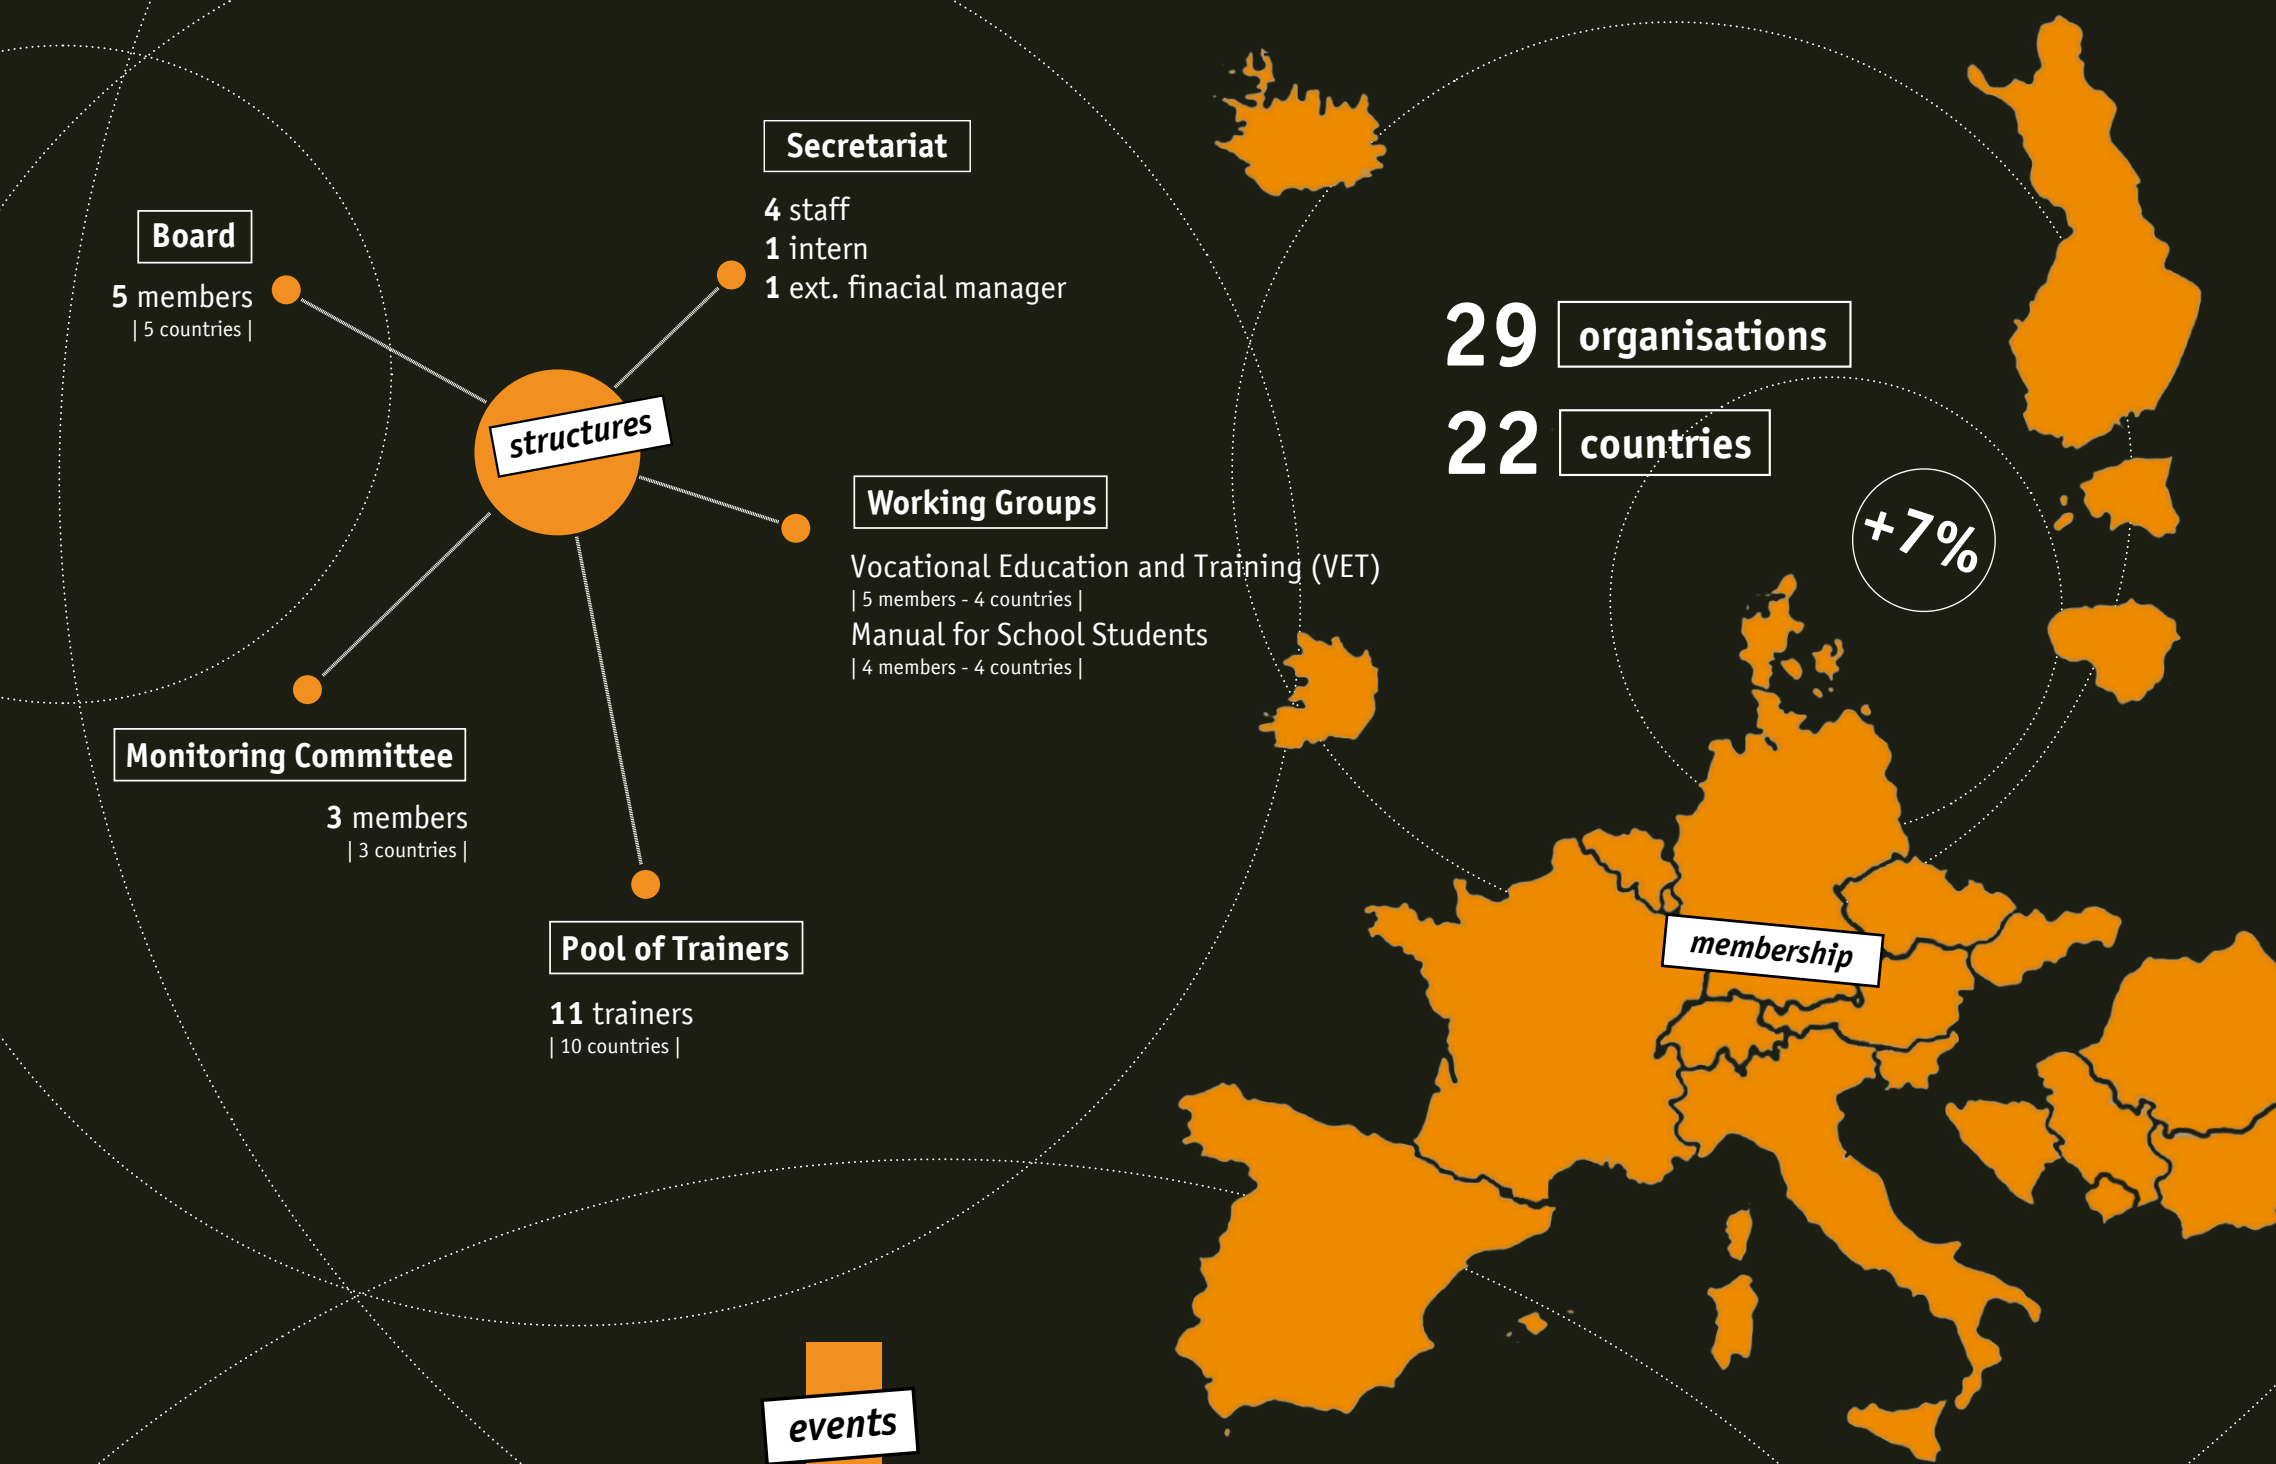 Secretariat
4 staff
1 intern
1 ext. finacial manager
Board
5 members
| 5 countries |
structures
Working Groups
Vocational Education and Training (VET)
| 5 members - 4 countries |
Manual for School Students
| 4 members - 4 countries |
Monitoring Committee
3 members
| 3 countries |
Pool of Trainers
11 trainers
| 10 countries |
29 organisations
22 countries
+7%
membership
events